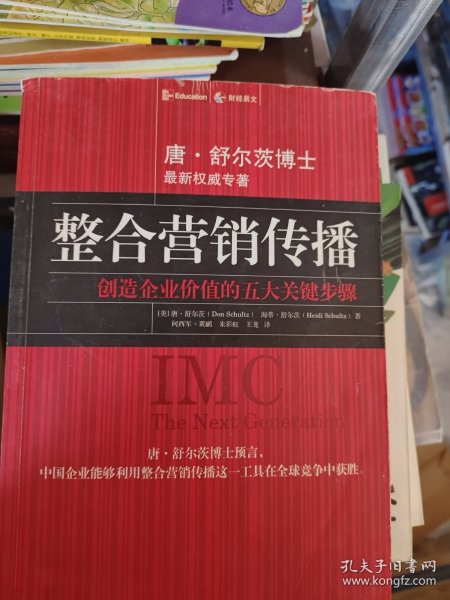 Education 财经易文
唐·舒尔茨博士
最新权威专著
整合营销传播
创造企业价值的五大关键步骤
[美]唐·舒尔茨(Don Schultz) 海蒂·舒尔茨(Heidi Schultz) 著
何西军、黄鹂 朱彩虹 王龙 译
IMC
The Next Generation
唐·舒尔茨博士预言，
中国企业能够利用整合营销传播这一工具在全球竞争中获胜。
孔夫子旧书网
www.kongfz.com